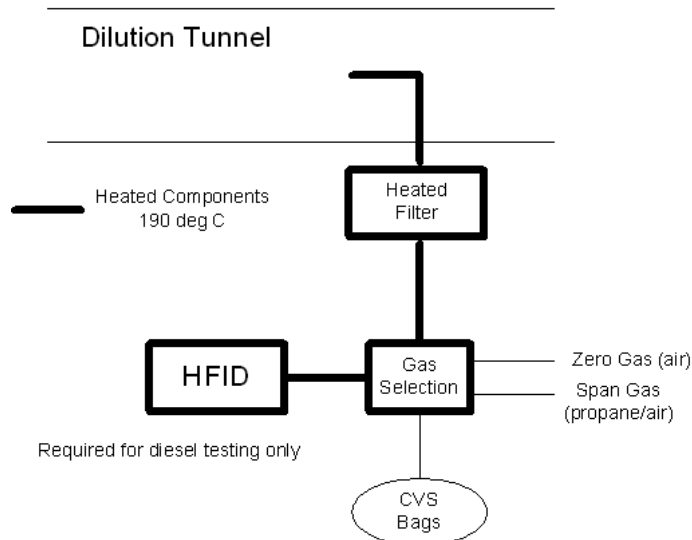 Dilution Tunnel
Heated Components
190 deg C
Heated
Filter
HFID
Gas
Selection
Zero Gas (air)
Span Gas
(propane/air)
Required for diesel testing only
CVS
Bags